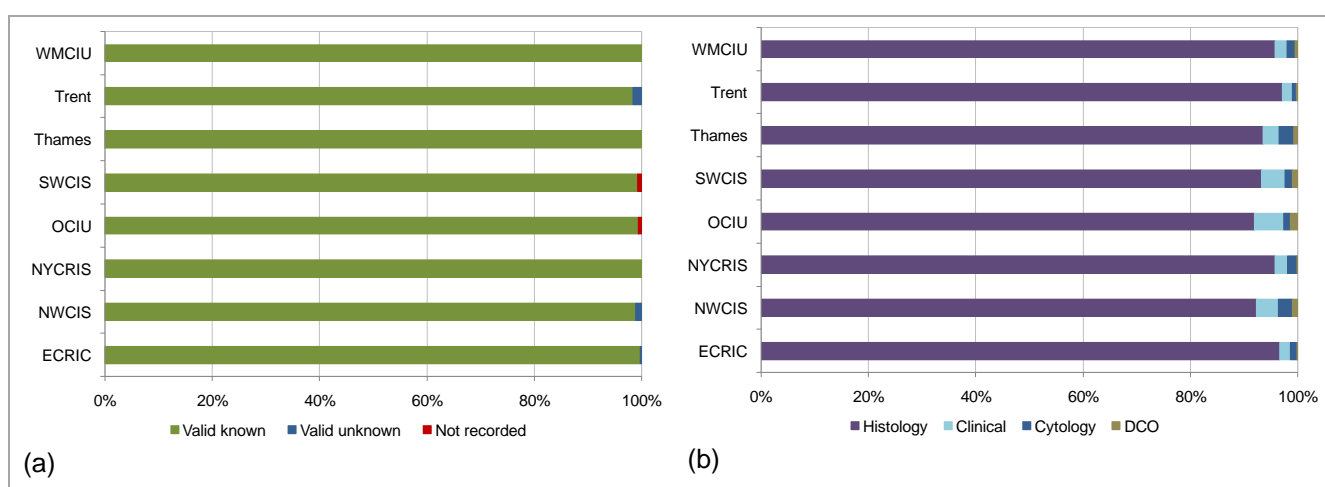 WMCIU
Trent
Thames
SWCIS
OCIU
NYCRIS
NWCIS
ECRIC
0% 20% 40% 60% 80% 100%
Valid known Valid unknown Not recorded
(a)
WMCIU
Trent
Thames
SWCIS
OCIU
NYCRIS
NWCIS
ECRIC
0% 20% 40% 60% 80% 100%
Histology Clinical Cytology DCO
(b)